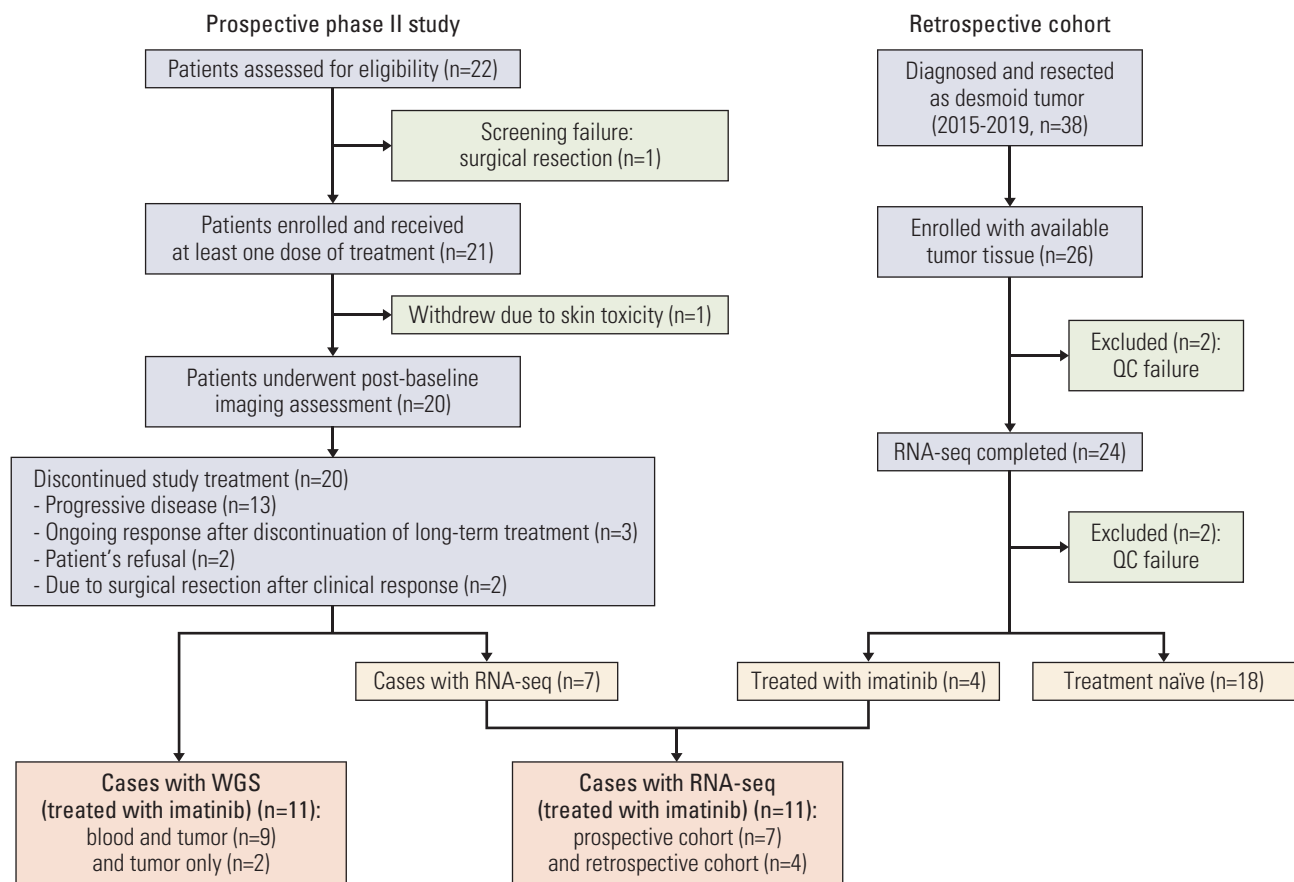 Prospective phase II study
Patients assessed for eligibility (n=22)
Screening failure:
surgical resection (n=1)
Patients enrolled and received
at least one dose of treatment (n=21)
Withdrew due to skin toxicity (n=1)
Patients underwent post-baseline
imaging assessment (n=20)
Discontinued study treatment (n=20)
- Progressive disease (n=13)
- Ongoing response after discontinuation of long-term treatment (n=3)
- Patient's refusal (n=2)
- Due to surgical resection after clinical response (n=2)
Retrospective cohort
Diagnosed and resected
as desmoid tumor
(2015-2019, n=38)
Enrolled with available
tumor tissue (n=26)
Excluded (n=2):
QC failure
RNA-seq completed (n=24)
Excluded (n=2):
QC failure
Cases with RNA-seq (n=7)
Treated with imatinib (n=4)
Treatment naïve (n=18)
Cases with WGS
(treated with imatinib) (n=11):
blood and tumor (n=9)
and tumor only (n=2)
Cases with RNA-seq
(treated with imatinib) (n=11):
prospective cohort (n=7)
and retrospective cohort (n=4)